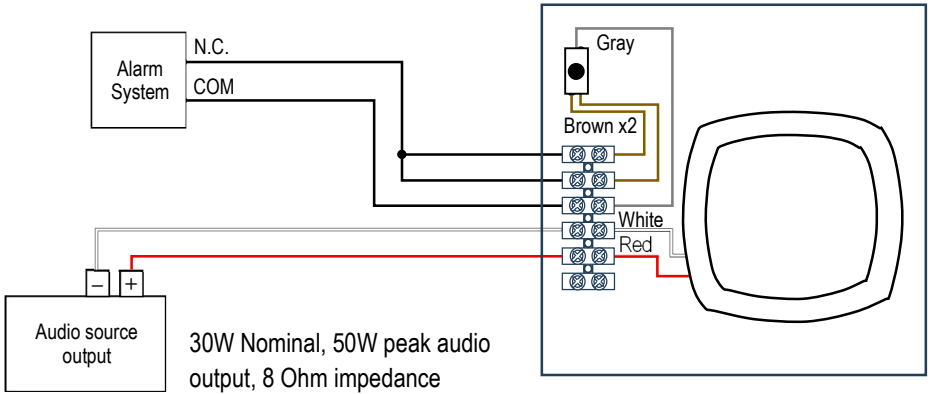 N.C.
Gray
Alarm
System
COM
Brown x2
White
Red
– +
Audio source
output
30W Nominal, 50W peak audio
output, 8 Ohm impedance